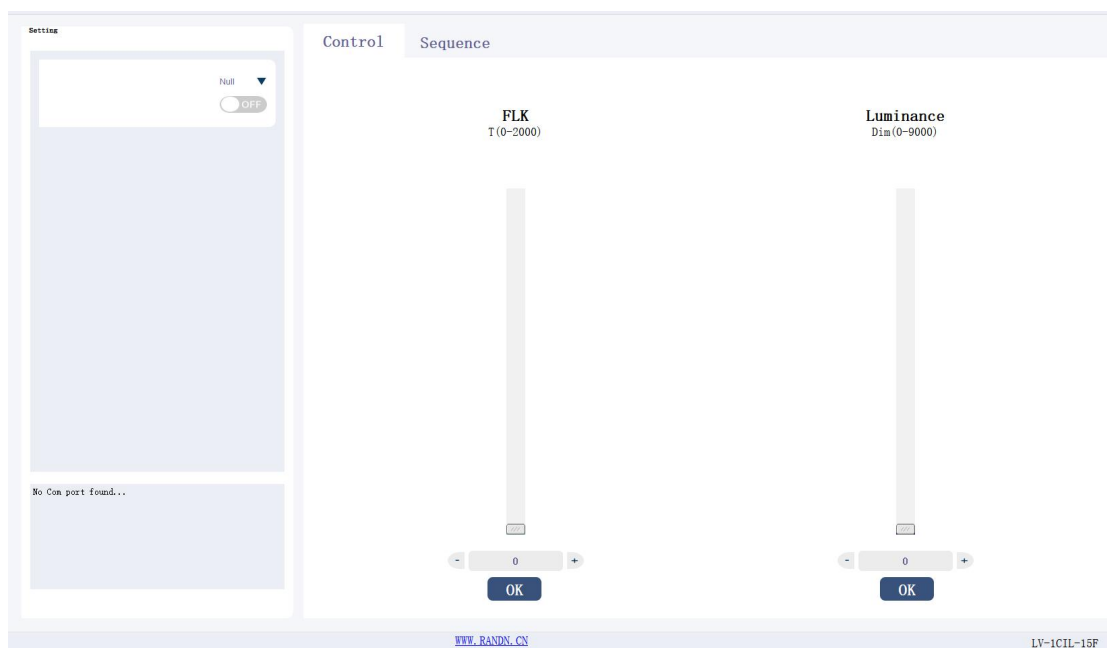 Setting
Null
OFF
No Com port found...
Control Sequence
FLK
T(0-2000)
- 0 +
OK
Luminance
Dim(0-9000)
- 0 +
OK
WWW.RANDN.CN
LV-1CIL-15F